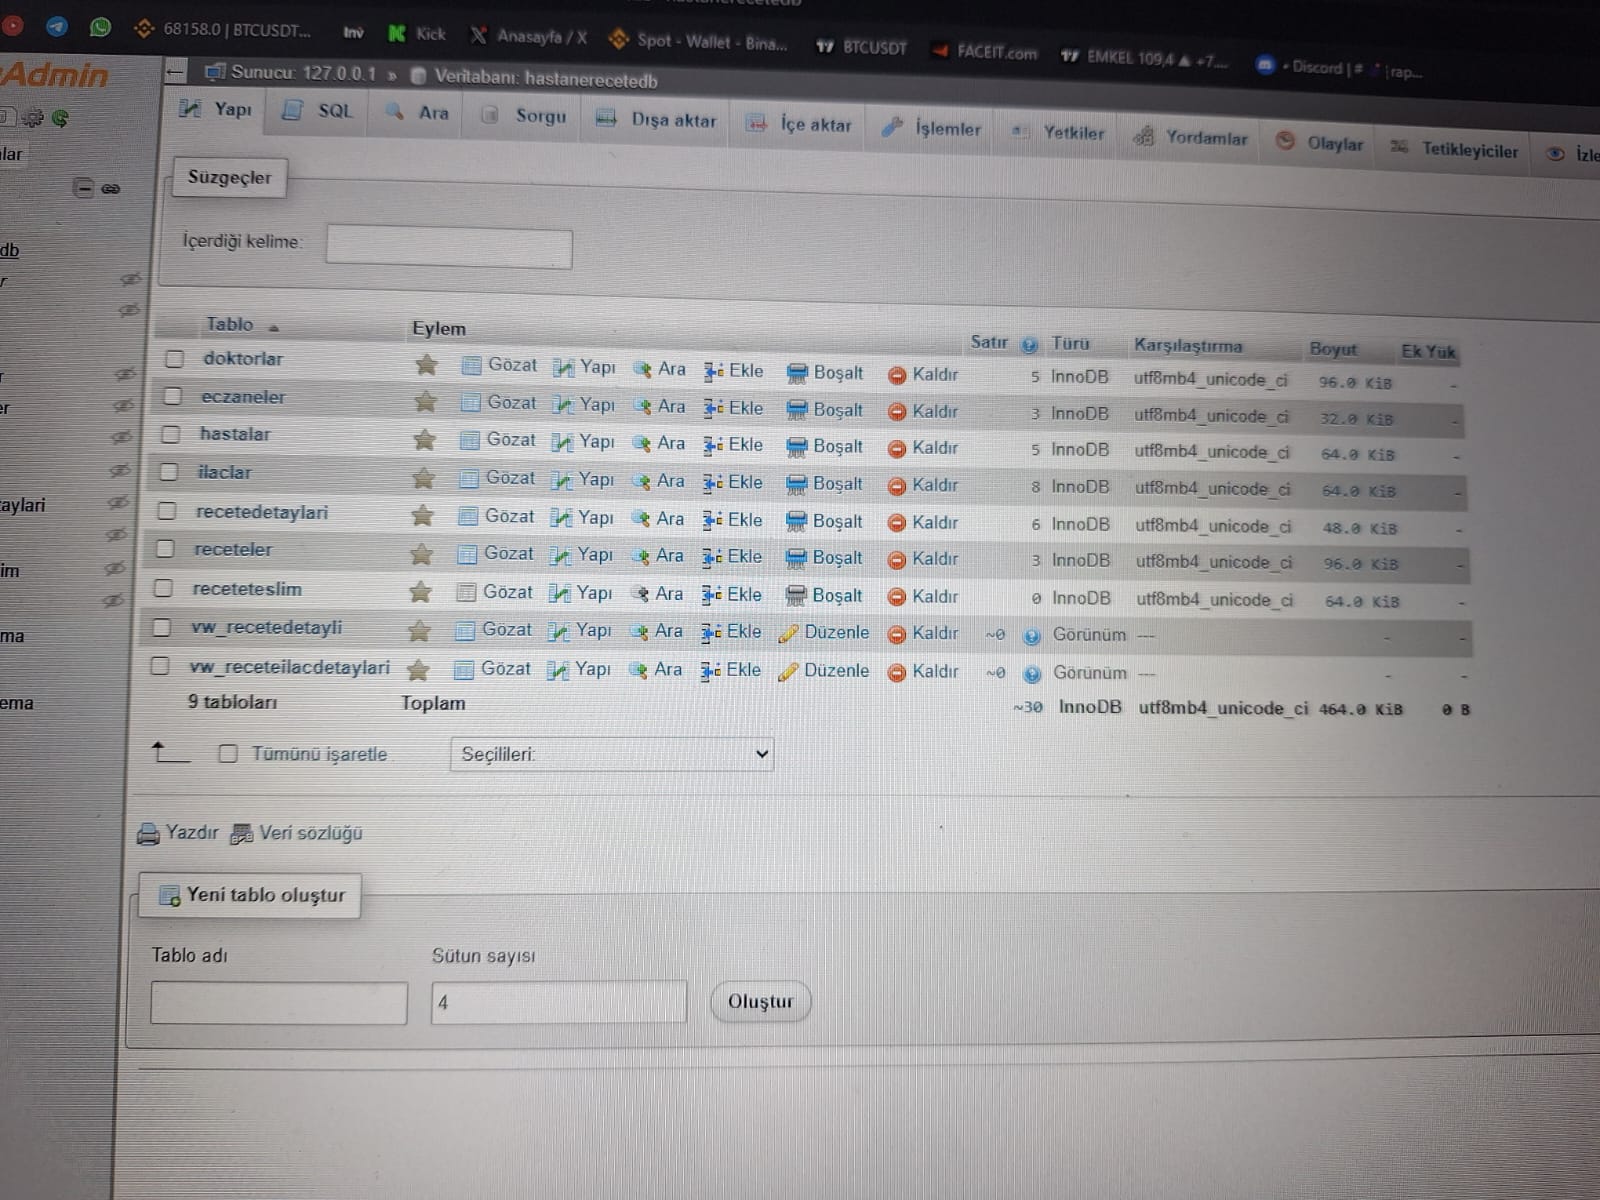 68158.0 | BTCUSDT...
Inv
Kick
Anasayfa / X
Spot - Wallet - Bina...
BTCUSDT
FACEIT.com
EMKEL 109,4 ▲ +7....
Discord | #
rap...
Admin
Sunucu: 127.0.0.1 » Veritabanı: hastanerecetedb
Yapı SQL Ara Sorgu Dışa aktar İçe aktar İşlemler Yetkiler Yordamlar Olaylar Tetikleyiciler İzle
lar
db
r
r
er
aylari
im
ma
ema
Süzgeçler
İçerdiği kelime:
Tablo Eylem Satır Türü Karşılaştırma Boyut Ek Yük
doktorlar Gözat Yapı Ara Ekle Boşalt Kaldır 5 InnoDB utf8mb4_unicode_ci 96.0 KiB -
eczaneler Gözat Yapı Ara Ekle Boşalt Kaldır 3 InnoDB utf8mb4_unicode_ci 32.0 KiB -
hastalar Gözat Yapı Ara Ekle Boşalt Kaldır 5 InnoDB utf8mb4_unicode_ci 64.0 KiB -
ilaclar Gözat Yapı Ara Ekle Boşalt Kaldır 8 InnoDB utf8mb4_unicode_ci 64.0 KiB -
recetedetaylari Gözat Yapı Ara Ekle Boşalt Kaldır 6 InnoDB utf8mb4_unicode_ci 48.0 KiB -
receteler Gözat Yapı Ara Ekle Boşalt Kaldır 3 InnoDB utf8mb4_unicode_ci 96.0 KiB -
receteteslim Gözat Yapı Ara Ekle Boşalt Kaldır 0 InnoDB utf8mb4_unicode_ci 64.0 KiB -
vw_recetedetayli Gözat Yapı Ara Ekle Düzenle Kaldır ~0 Görünüm --- - -
vw_receteilacdetaylari Gözat Yapı Ara Ekle Düzenle Kaldır ~0 Görünüm --- - -
9 tabloları Toplam ~30 InnoDB utf8mb4_unicode_ci 464.0 KiB 0 B
Tümünü işaretle Seçilileri:
Yazdır Veri sözlüğü
Yeni tablo oluştur
Tablo adı Sütun sayısı
4 Oluştur